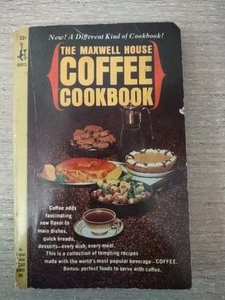 New! A Different Kind of Cookbook!
THE MAXWELL HOUSE
COFFEE
COOKBOOK
Coffee adds
fascinating
new flavor to
main dishes,
quick breads,
desserts—every dish, every meal.
This is a collection of tempting recipes
made with the world's most popular beverage—COFFEE.
Bonus: perfect foods to serve with coffee.